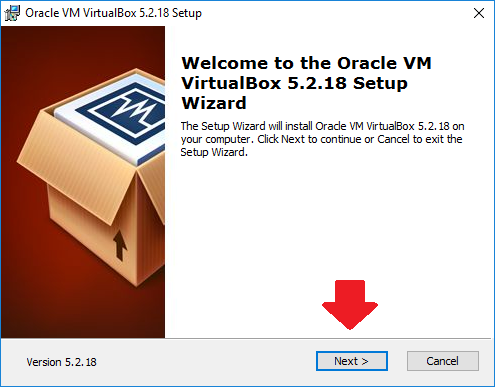 Oracle VM VirtualBox 5.2.18 Setup
Welcome to the Oracle VM
VirtualBox 5.2.18 Setup
Wizard
The Setup Wizard will install Oracle VM VirtualBox 5.2.18 on
your computer. Click Next to continue or Cancel to exit the
Setup Wizard.
Version 5.2.18
Next >
Cancel